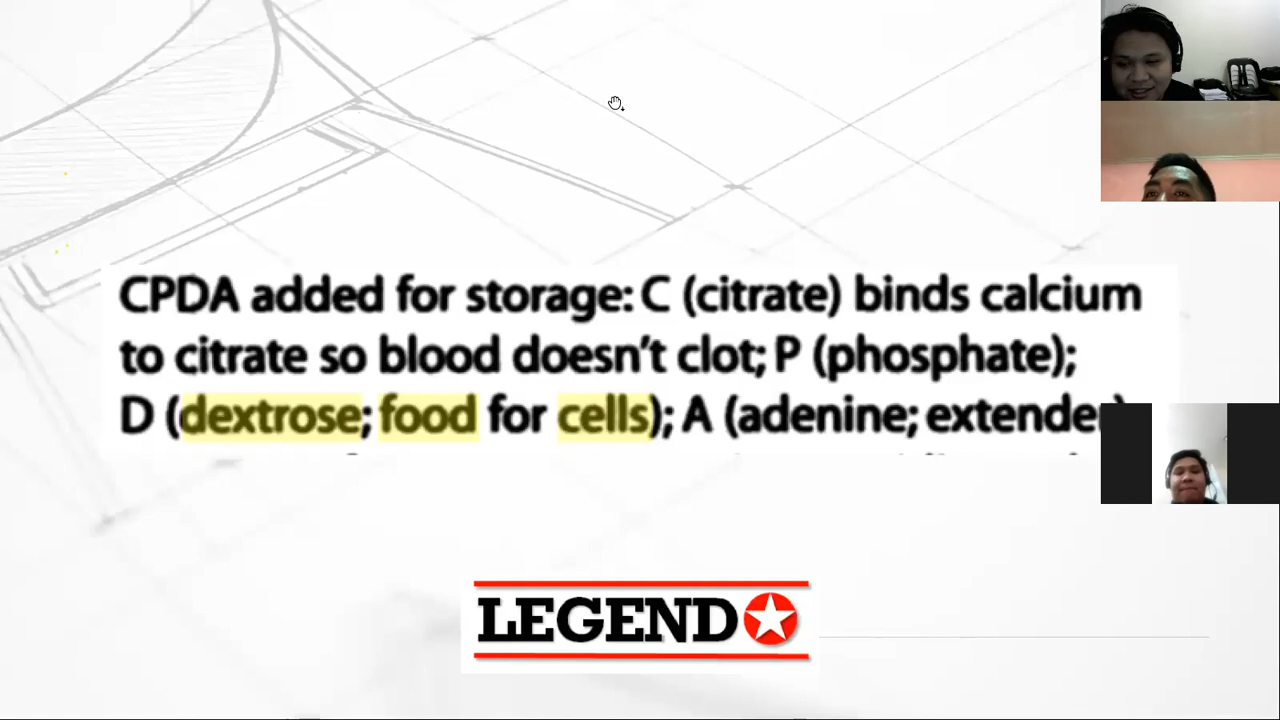 CPDA added for storage: C (citrate) binds calcium
to citrate so blood doesn't clot; P (phosphate);
D (dextrose; food for cells); A (adenine; extender)
LEGEND